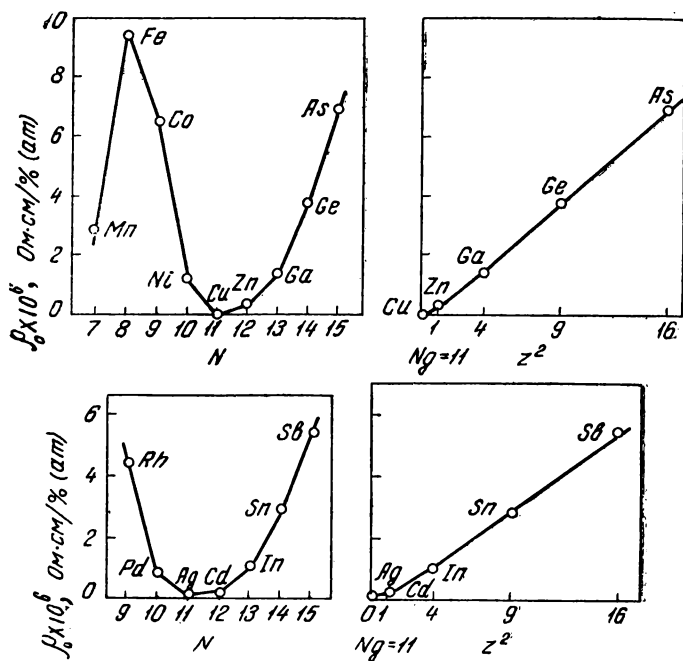 ρ₀×10⁶, Ом·см/% (ат)
10
8
6
4
2
0
Fe
Co
Mn
Ni
Cu
Zn
Ga
Ge
As
7 8 9 10 11 12 13 14 15
N
As
Ge
Ga
Zn
Cu
1 4 9 16
Ng=11 z²
ρ₀×10⁶, Ом·см/% (ат)
6
4
2
0
Rh
Pd
Ag
Cd
In
Sn
Sb
9 10 11 12 13 14 15
N
Sb
Sn
In
Ag
Cd
0 1 4 9 16
Ng=11 z²